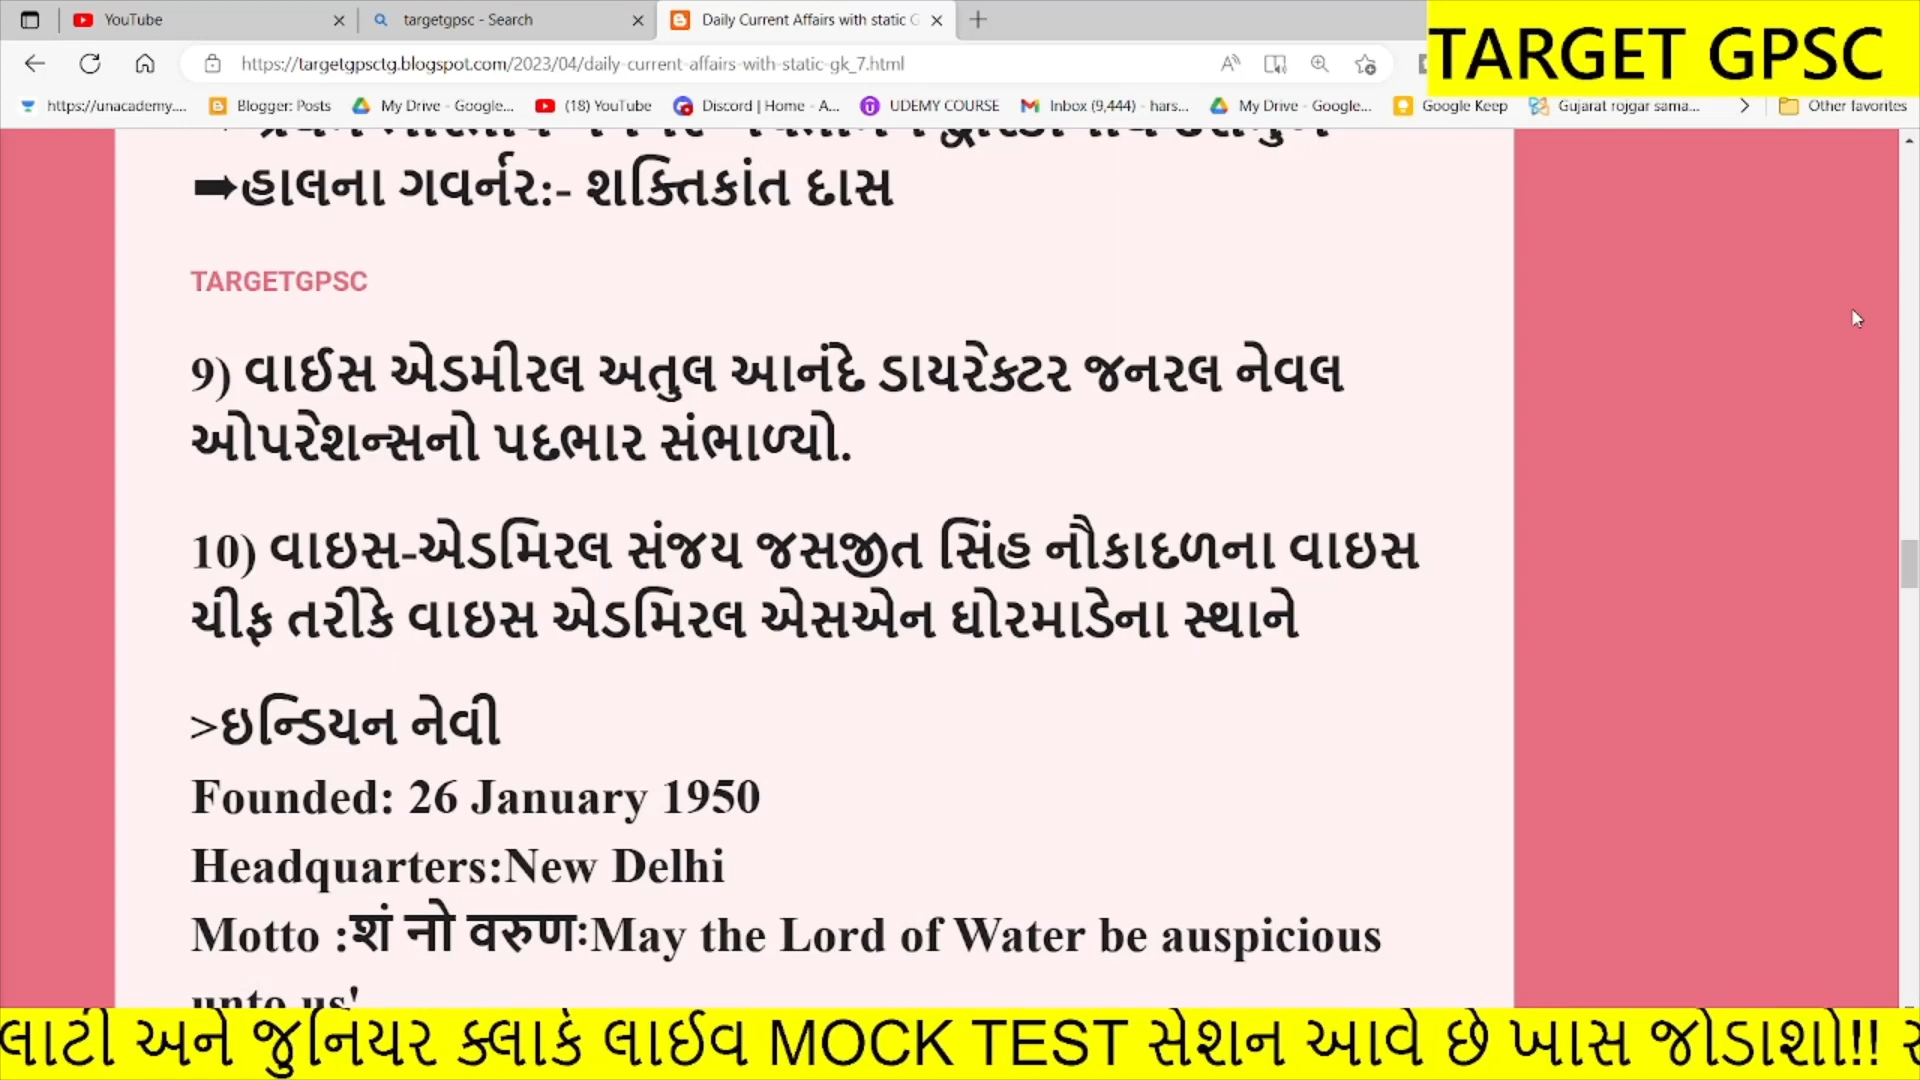 YouTube
targetgpsc - Search
Daily Current Affairs with static G
TARGET GPSC
https://targetgpsctg.blogspot.com/2023/04/daily-current-affairs-with-static-gk_7.html
https://unacademy....
Blogger: Posts
My Drive - Google...
(18) YouTube
Discord | Home - A...
UDEMY COURSE
Inbox (9,444) - hars...
My Drive - Google...
Google Keep
Gujarat rojgar sama...
Other favorites
➡હાલના ગવર્નર:- શક્તિકાંત દાસ
TARGETGPSC
9) વાઈસ એડમીરલ અતુલ આનંદે ડાયરેક્ટર જનરલ નેવલ
ઓપરેશન્સનો પદભાર સંભાળ્યો.
10) વાઇસ-એડમિરલ સંજય જસજીત સિંહ નૌકાદળના વાઇસ
ચીફ તરીકે વાઇસ એડમિરલ એસએન ઘોરમાડેના સ્થાને
>ઇન્ડિયન નેવી
Founded: 26 January 1950
Headquarters:New Delhi
Motto :शं नो वरुणः May the Lord of Water be auspicious
unto us'
લાટી અને જુનિયર ક્લાર્ક લાઈવ MOCK TEST સેશન આવે છે ખાસ જોડાશો!!